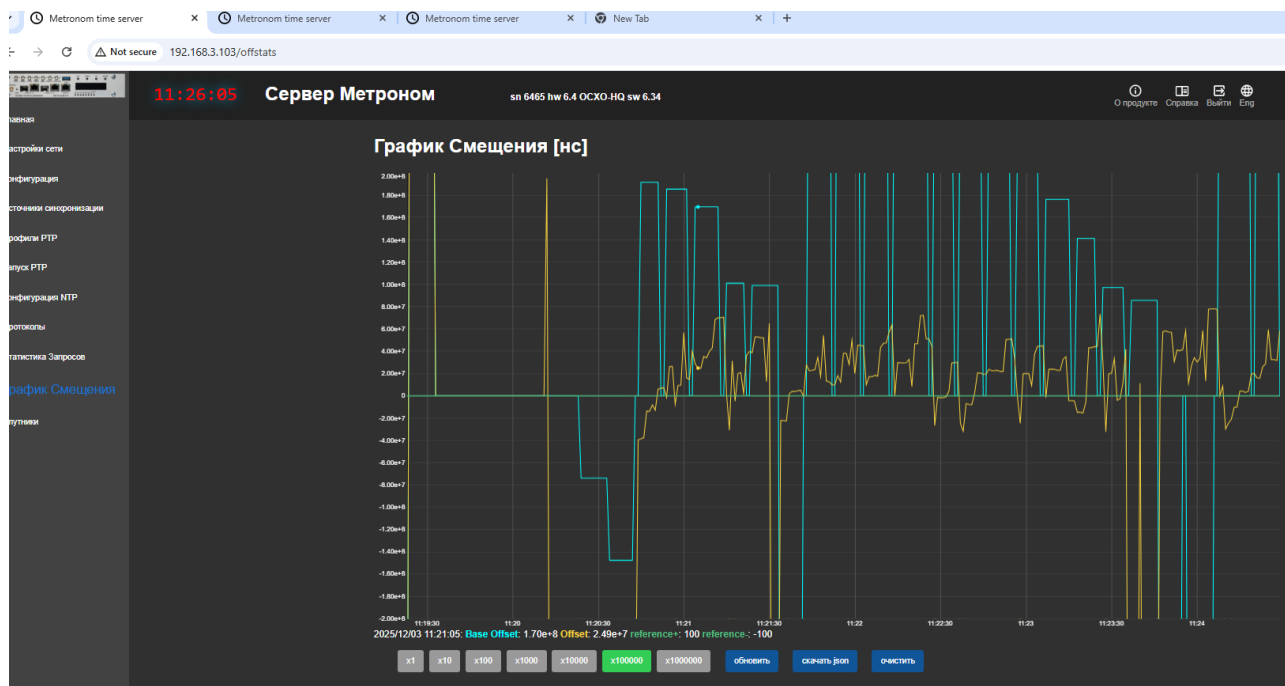 Metronom time server
Metronom time server
Metronom time server
New Tab
Not secure 192.168.3.103/offstats
11:26:05 Сервер Метроном sn 6465 hw 6.4 OCXO-HQ sw 6.34
О продукте Справка Выйти Eng
лавная
астройки сети
онфигурация
сточники синхронизации
рофили PTP
апуск PTP
онфигурация NTP
ротоколы
татистика Запросов
рафик Смещения
путники
График Смещения [нс]
2.00e+8
1.80e+8
1.60e+8
1.40e+8
1.20e+8
1.00e+8
8.00e+7
6.00e+7
4.00e+7
2.00e+7
0
-2.00e+7
-4.00e+7
-6.00e+7
-8.00e+7
-1.00e+8
-1.20e+8
-1.40e+8
-1.60e+8
-1.80e+8
-2.00e+8
11:19:30 11:20 11:20:30 11:21 11:21:30 11:22 11:22:30 11:23 11:23:30 11:24
2025/12/03 11:21:05: Base Offset: 1.70e+8 Offset: 2.49e+7 reference+: 100 reference-: -100
x1 x10 x100 x1000 x10000 x100000 x1000000 обновить скачать json очистить